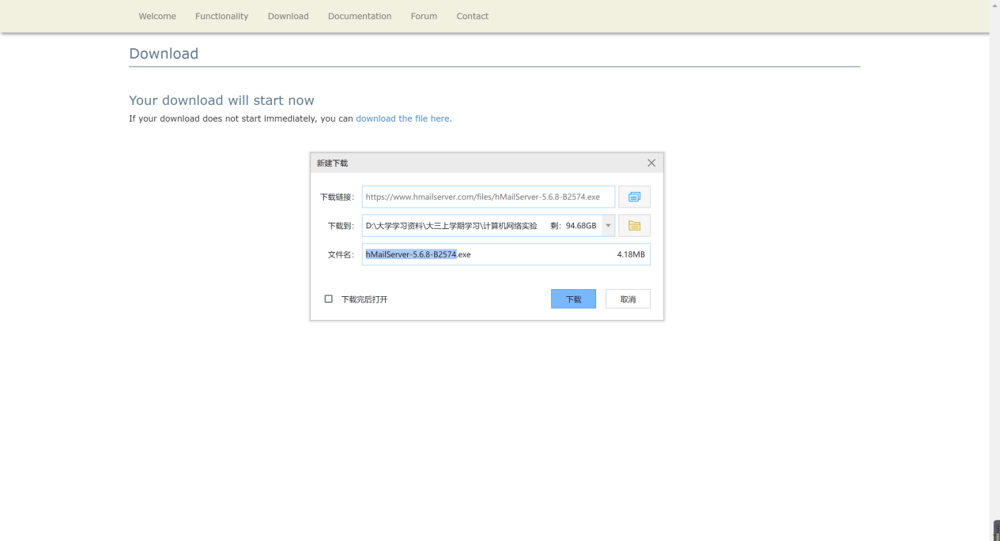 Welcome Functionality Download Documentation Forum Contact
Download
Your download will start now
If your download does not start immediately, you can download the file here.
新建下载
下载链接: https://www.hmailserver.com/files/hMailServer-5.6.8-B2574.exe
下载到: D:\大学学习资料\大三上学期学习\计算机网络实验 剩: 94.68GB
文件名: hMailServer-5.6.8-B2574.exe 4.18MB
下载完后打开 下载 取消